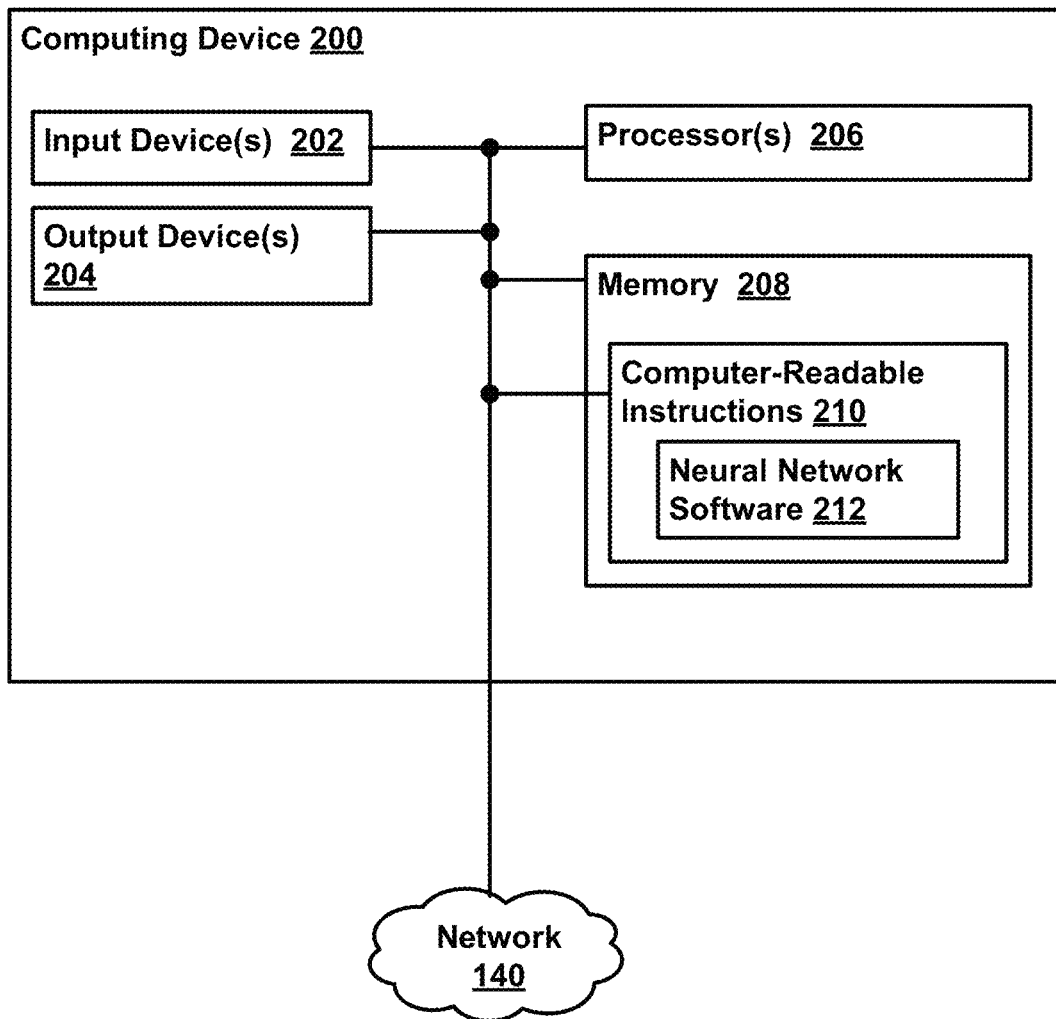 Computing Device 200
Input Device(s) 202
Processor(s) 206
Output Device(s)
204
Memory 208
Computer-Readable
Instructions 210
Neural Network
Software 212
Network
140